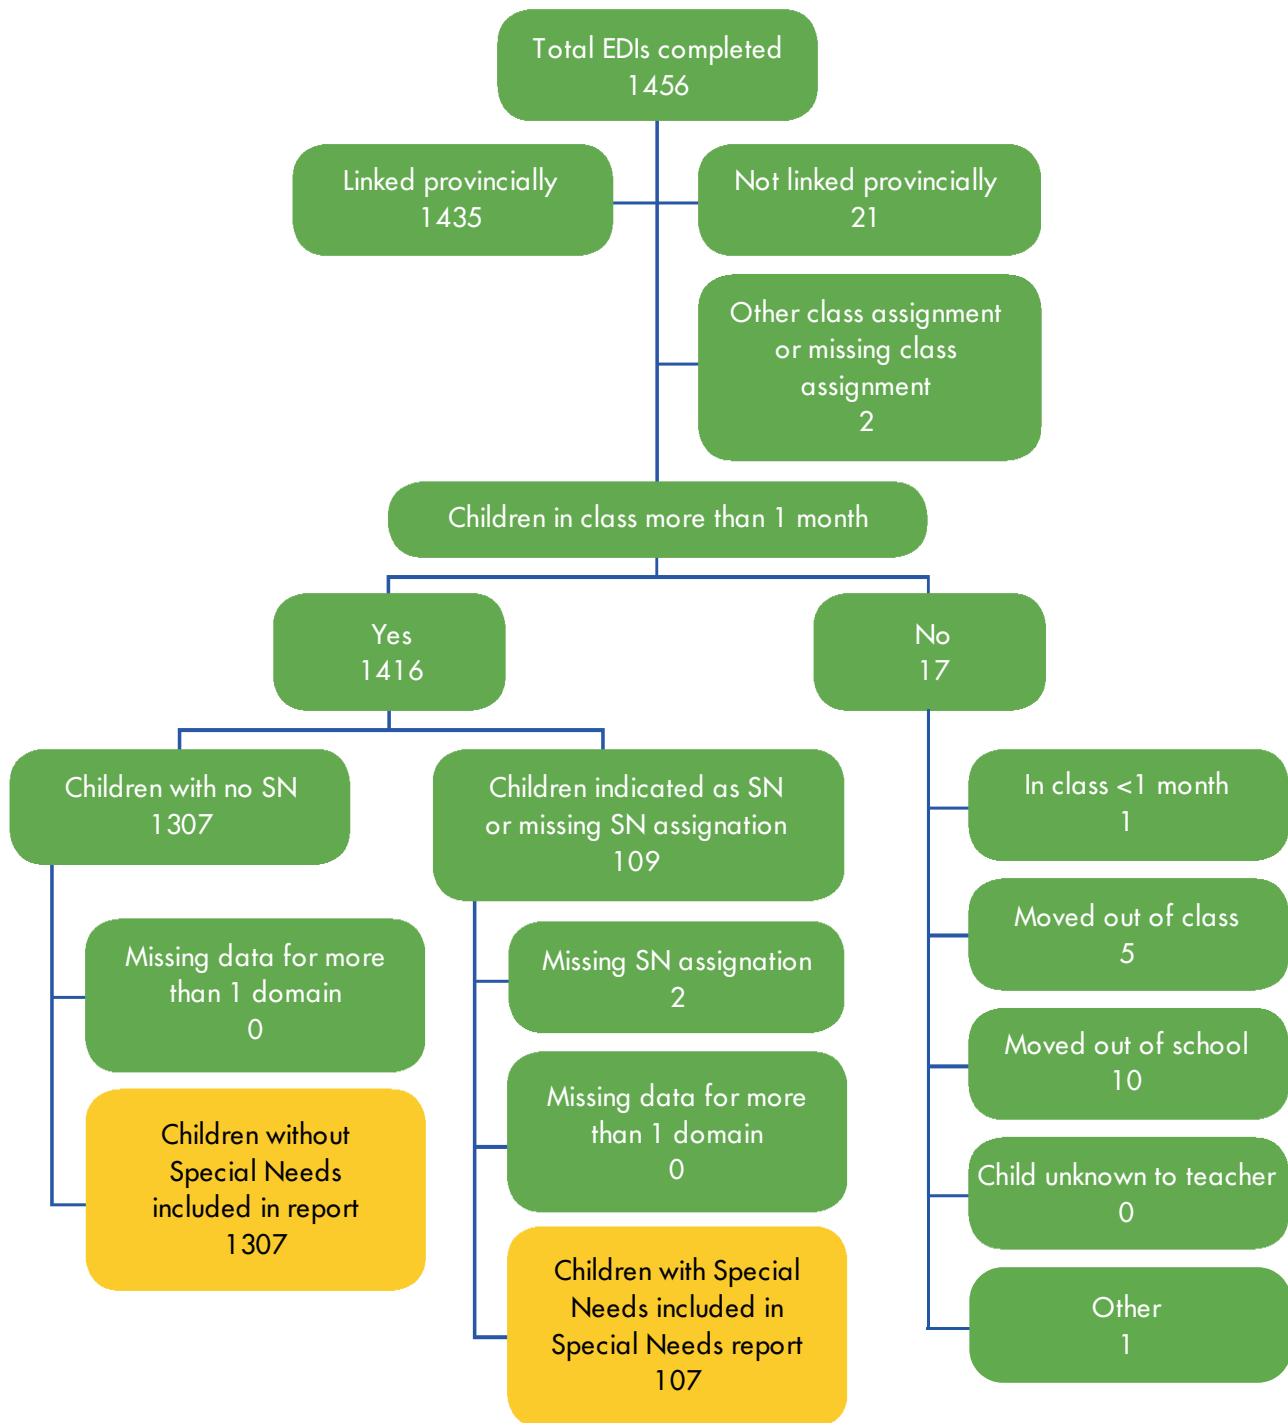 Total EDIs completed
1456
Linked provincially
1435
Not linked provincially
21
Other class assignment
or missing class
assignment
2
Children in class more than 1 month
Yes
1416
No
17
Children with no SN
1307
Children indicated as SN
or missing SN assignation
109
In class <1 month
1
Moved out of class
5
Missing data for more
than 1 domain
0
Missing SN assignation
2
Moved out of school
10
Missing data for more
than 1 domain
0
Children without
Special Needs
included in report
1307
Child unknown to teacher
0
Children with Special
Needs included in
Special Needs report
107
Other
1